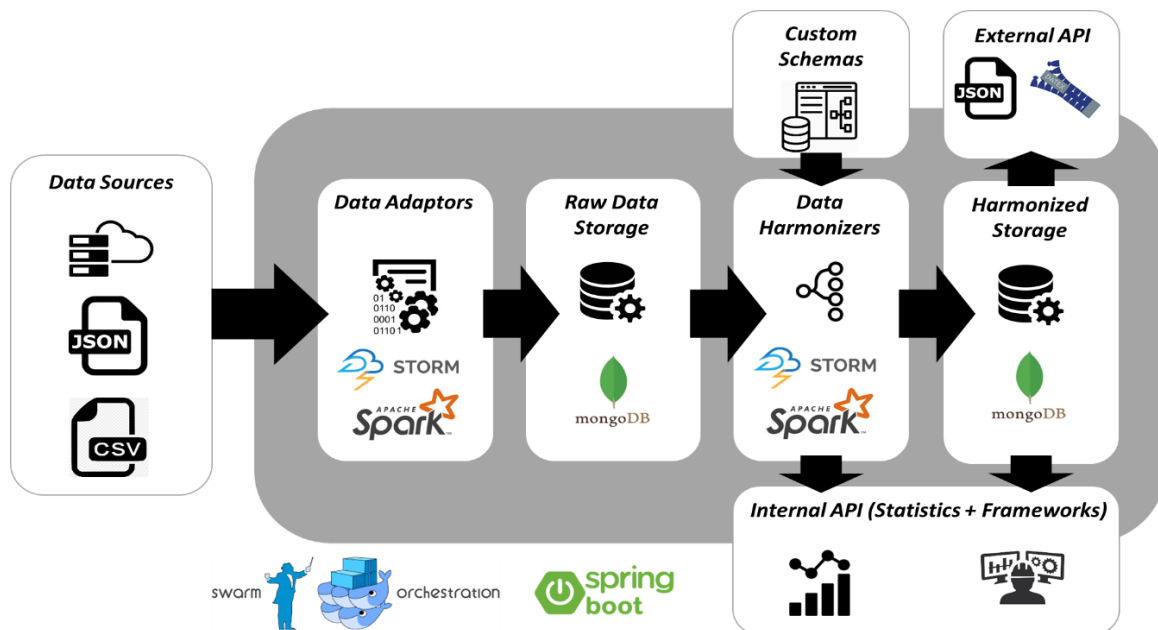 Custom
Schemas
External API
JSON
Data Sources
JSON
CSV
Data Adaptors
01
0110
0001
01101
STORM
APACHE
Spark
TM
Raw Data
Storage
mongoDB
Data
Harmonizers
STORM
APACHE
Spark
TM
Harmonized
Storage
mongoDB
Internal API (Statistics + Frameworks)
swarm
orchestration
spring
boot